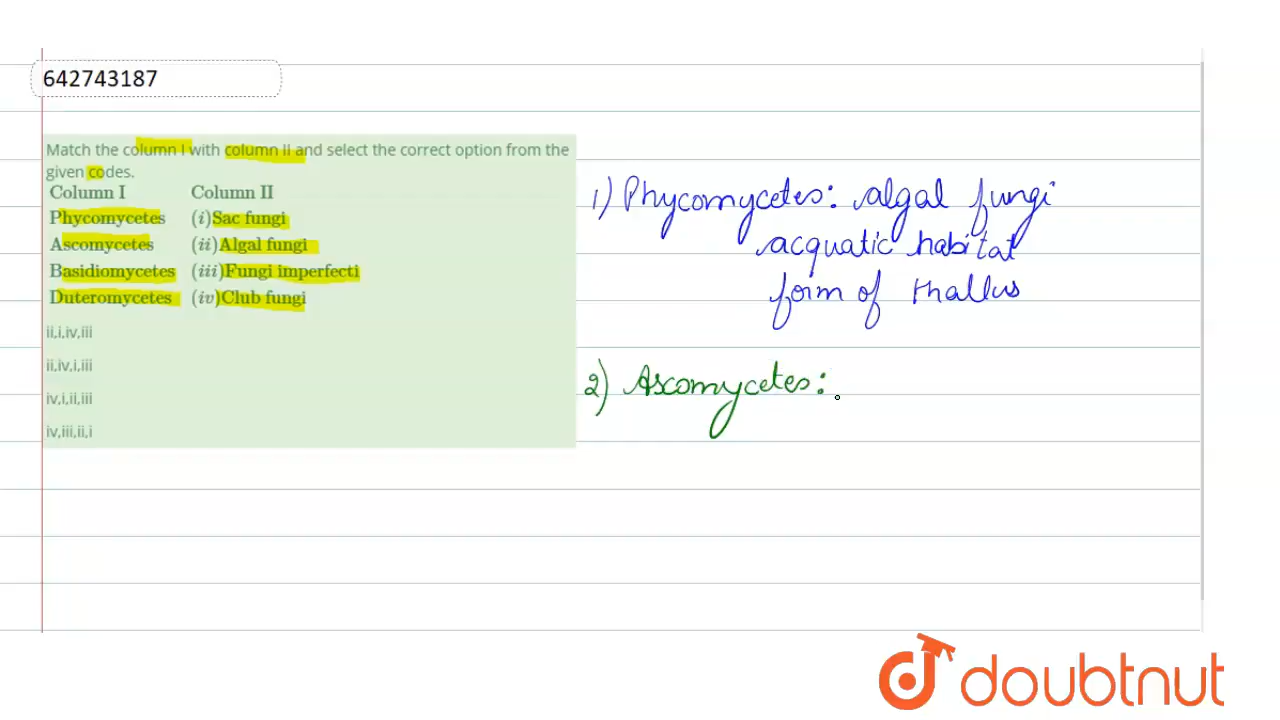 642743187
Match the column I with column II and select the correct option from the
given codes.
Column I Column II
Phycomycetes (i)Sac fungi
Ascomycetes (ii)Algal fungi
Basidiomycetes (iii)Fungi imperfecti
Duteromycetes (iv)Club fungi
ii,i,iv,iii
ii,iv,i,iii
iv,i,ii,iii
iv,iii,ii,i
1) Phycomycetes: algal fungi
acquatic habitat
form of thallus
2) Ascomycetes:
doubtnut